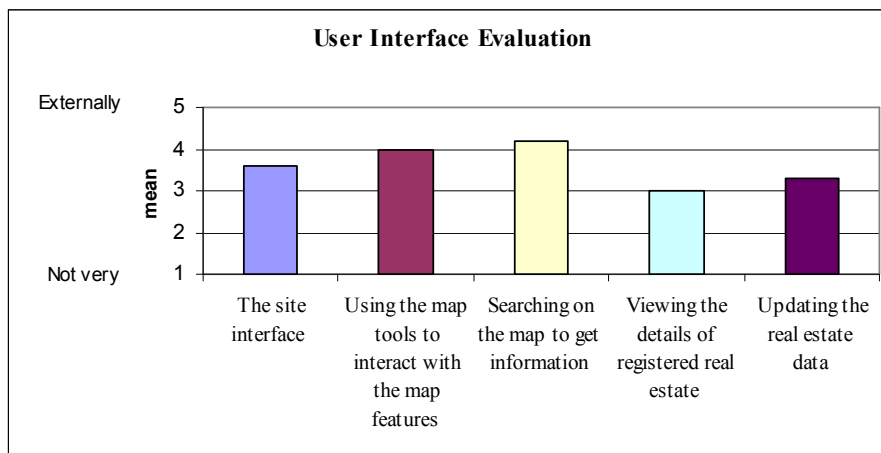 User Interface Evaluation
Externally
Not very
mean
5
4
3
2
1
The site
interface
Using the map
tools to
interact with
the map
features
Searching on
the map to get
information
Viewing the
details of
registered real
estate
Updating the
real estate
data